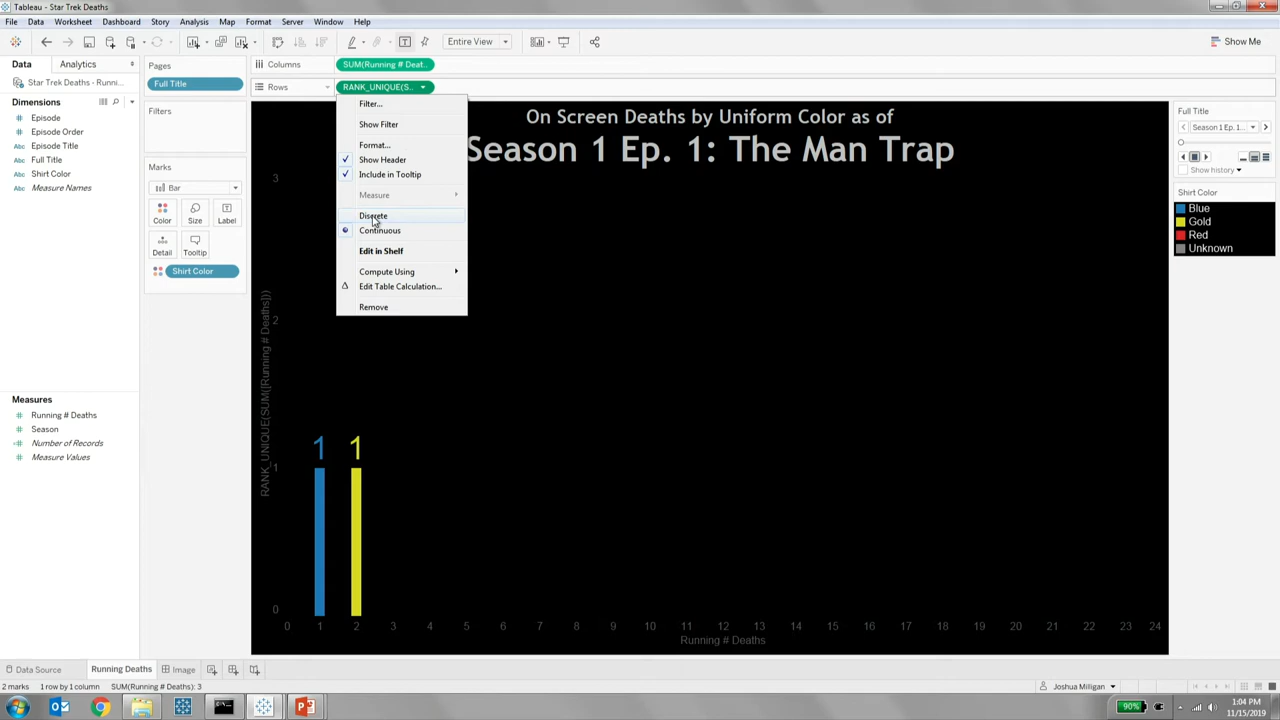 Tableau - Star Trek Deaths
File Data Worksheet Dashboard Story Analysis Map Format Server Window Help
Entire View
Show Me
Data Analytics
Star Trek Deaths - Runni...
Dimensions
Episode
Episode Order
Episode Title
Full Title
Shirt Color
Measure Names
Measures
Running # Deaths
Season
Number of Records
Measure Values
Pages
Full Title
Filters
Marks
Bar
Color Size Label
Detail Tooltip
Shirt Color
Columns SUM(Running # Deat..
Rows RANK_UNIQUE(S..
Filter...
Show Filter
Format...
Show Header
Include in Tooltip
Measure
Discrete
Continuous
Edit in Shelf
Compute Using
Edit Table Calculation...
Remove
On Screen Deaths by Uniform Color as of
Season 1 Ep. 1: The Man Trap
RANK_UNIQUE(SUM([Running # Deaths]))
3
2
1
0
1 1
0 1 2 3 4 5 6 7 8 9 10 11 12 13 14 15 16 17 18 19 20 21 22 23 24
Running # Deaths
Full Title
Season 1 Ep. 1...
Show history
Shirt Color
Blue
Gold
Red
Unknown
Data Source Running Deaths Image
2 marks 1 row by 1 column SUM(Running # Deaths): 3
Joshua Milligan
90%
1:04 PM
11/15/2019